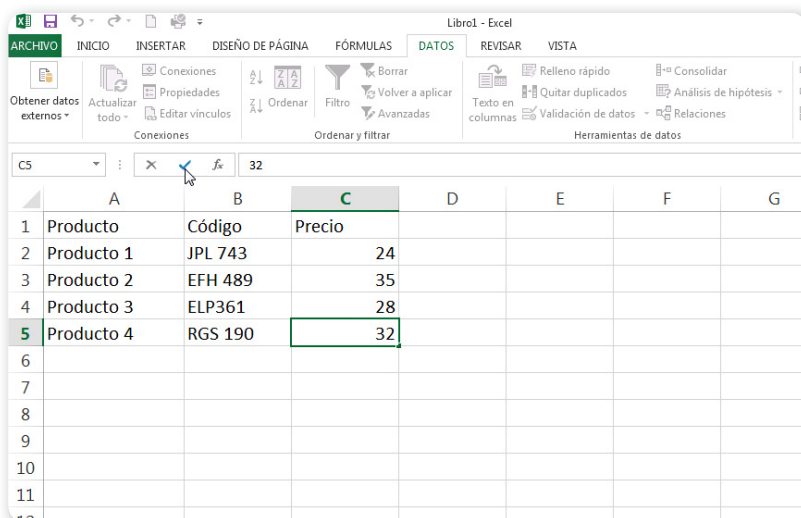 Libro1 - Excel
ARCHIVO INICIO INSERTAR DISEÑO DE PÁGINA FÓRMULAS DATOS REVISAR VISTA
Obtener datos externos
Actualizar todo
Conexiones
Propiedades
Editar vínculos
Conexiones
Ordenar
Filtro
Borrar
Volver a aplicar
Avanzadas
Ordenar y filtrar
Texto en columnas
Relleno rápido
Quitar duplicados
Validación de datos
Consolidar
Análisis de hipótesis
Relaciones
Herramientas de datos
C5 fx 32
A B C D E F G
1 Producto Código Precio
2 Producto 1 JPL 743 24
3 Producto 2 EFH 489 35
4 Producto 3 ELP361 28
5 Producto 4 RGS 190 32
6
7
8
9
10
11